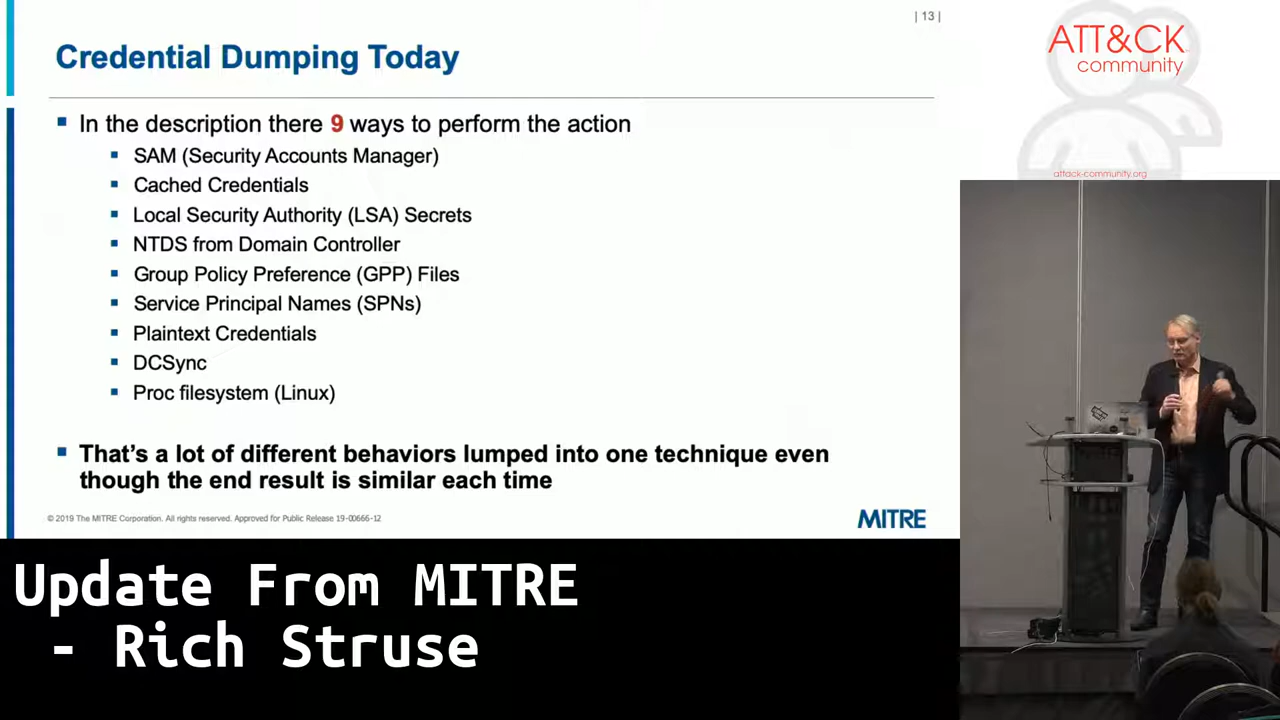 | 13 |
Credential Dumping Today
In the description there 9 ways to perform the action
SAM (Security Accounts Manager)
Cached Credentials
Local Security Authority (LSA) Secrets
NTDS from Domain Controller
Group Policy Preference (GPP) Files
Service Principal Names (SPNs)
Plaintext Credentials
DCSync
Proc filesystem (Linux)
That's a lot of different behaviors lumped into one technique even
though the end result is similar each time
© 2019 The MITRE Corporation. All rights reserved. Approved for Public Release 19-00666-12
MITRE
ATT&CK
community
attack-community.org
Update From MITRE
- Rich Struse